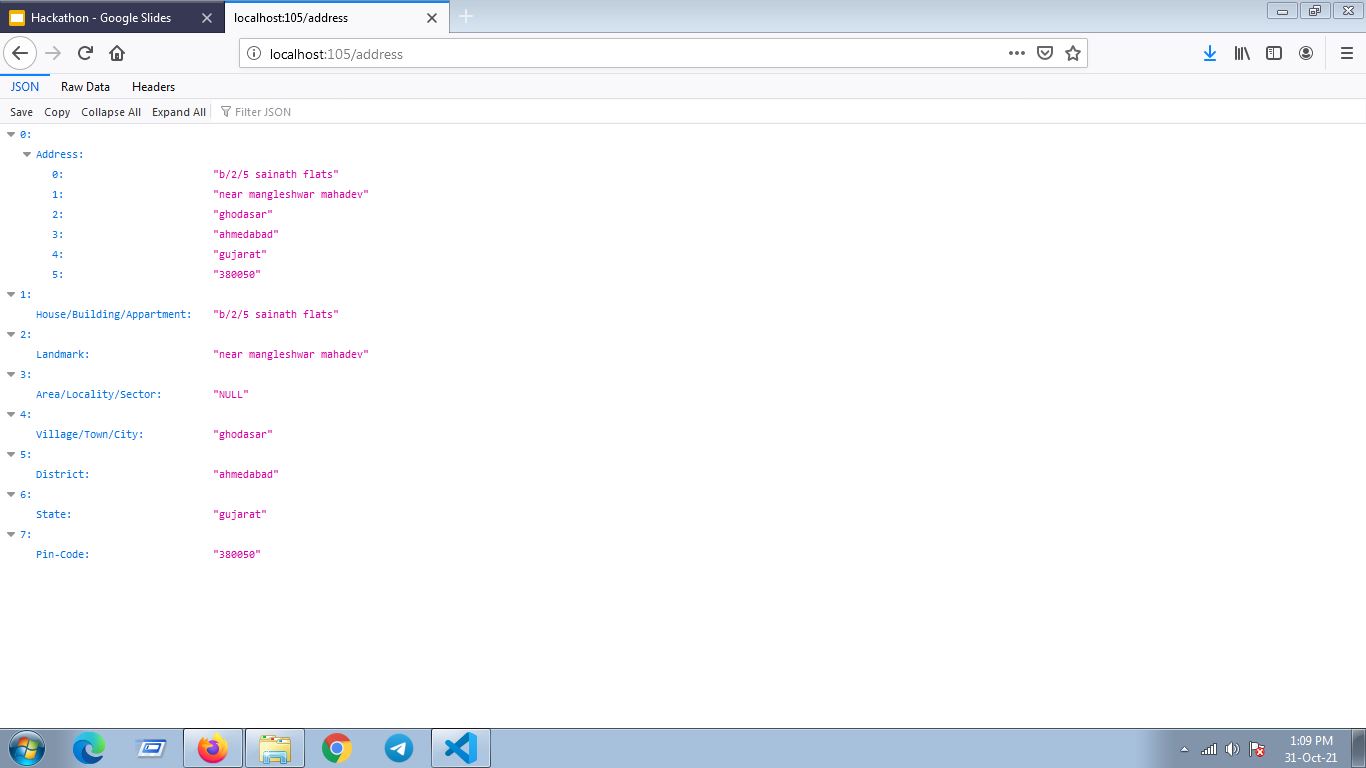 Hackathon - Google Slides
localhost:105/address
localhost:105/address
JSON Raw Data Headers
Save Copy Collapse All Expand All Filter JSON
0:
Address:
0: "b/2/5 sainath flats"
1: "near mangleshwar mahadev"
2: "ghodasar"
3: "ahmedabad"
4: "gujarat"
5: "380050"
1:
House/Building/Appartment: "b/2/5 sainath flats"
2:
Landmark: "near mangleshwar mahadev"
3:
Area/Locality/Sector: "NULL"
4:
Village/Town/City: "ghodasar"
5:
District: "ahmedabad"
6:
State: "gujarat"
7:
Pin-Code: "380050"
1:09 PM
31-Oct-21